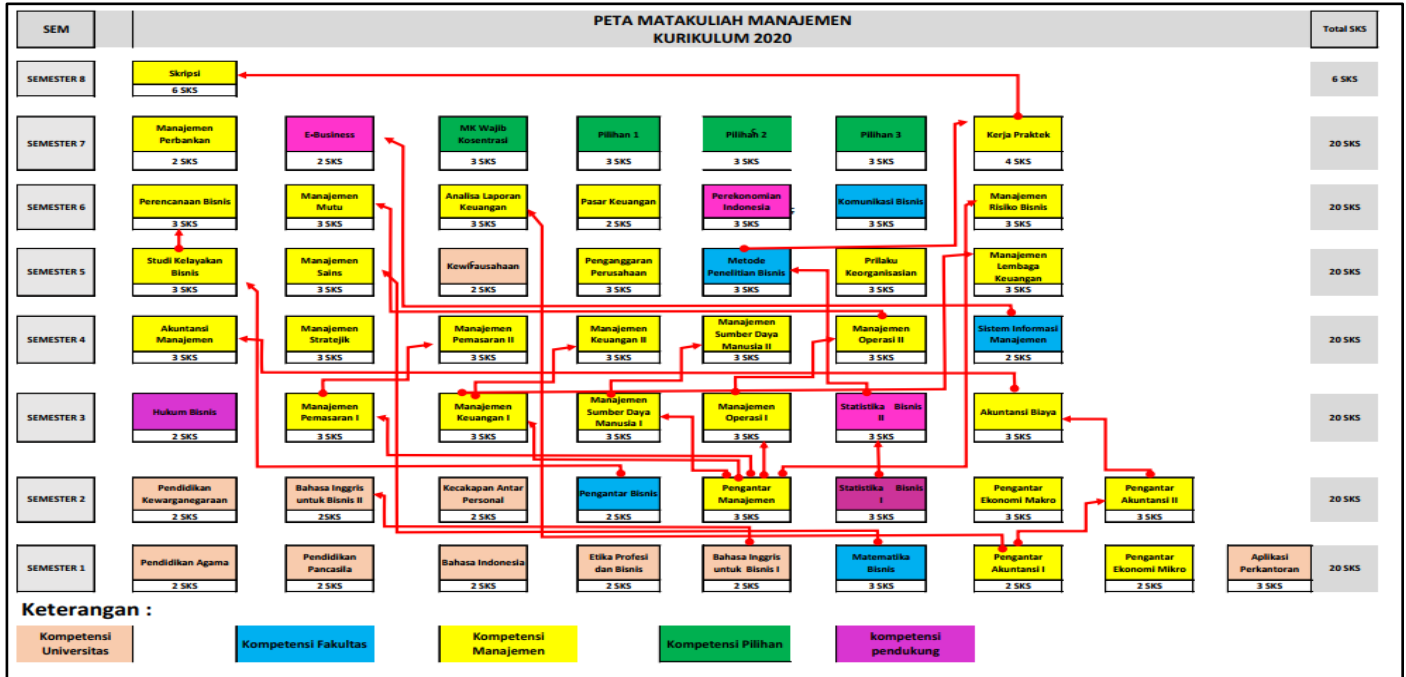 SEM
PETA MATAKULIAH MANAJEMEN
KURIKULUM 2020
Total SKS
SEMESTER 8
Skripsi
6 SKS
6 SKS
SEMESTER 7
Manajemen
Perbankan
2 SKS
E-Business
2 SKS
MK Wajib
Kosentrasi
3 SKS
Pilihan 1
3 SKS
Pilihan 2
3 SKS
Pilihan 3
3 SKS
Kerja Praktek
4 SKS
20 SKS
SEMESTER 6
Perencanaan Bisnis
3 SKS
Manajemen
Mutu
3 SKS
Analisa Laporan
Keuangan
3 SKS
Pasar Keuangan
2 SKS
Perekonomian
Indonesia
3 SKS
Komunikasi Bisnis
3 SKS
Manajemen
Risiko Bisnis
3 SKS
20 SKS
SEMESTER 5
Studi Kelayakan
Bisnis
3 SKS
Manajemen
Sains
3 SKS
Kewirausahaan
2 SKS
Penganggaran
Perusahaan
3 SKS
Metode
Penelitian Bisnis
3 SKS
Prilaku
Keorganisasian
3 SKS
Manajemen
Lembaga
Keuangan
3 SKS
20 SKS
SEMESTER 4
Akuntansi
Manajemen
3 SKS
Manajemen
Stratejik
3 SKS
Manajemen
Pemasaran II
3 SKS
Manajemen
Keuangan II
3 SKS
Manajemen
Sumber Daya
Manusia II
3 SKS
Manajemen
Operasi II
3 SKS
Sistem Informasi
Manajemen
2 SKS
20 SKS
SEMESTER 3
Hukum Bisnis
2 SKS
Manajemen
Pemasaran I
3 SKS
Manajemen
Keuangan I
3 SKS
Manajemen
Sumber Daya
Manusia I
3 SKS
Manajemen
Operasi I
3 SKS
Statistika Bisnis
II
3 SKS
Akuntansi Biaya
3 SKS
20 SKS
SEMESTER 2
Pendidikan
Kewarganegaraan
2 SKS
Bahasa Inggris
untuk Bisnis II
2SKS
Kecakapan Antar
Personal
2 SKS
Pengantar Bisnis
2 SKS
Pengantar
Manajemen
3 SKS
Statistika Bisnis
I
3 SKS
Pengantar
Ekonomi Makro
3 SKS
Pengantar
Akuntansi II
3 SKS
20 SKS
SEMESTER 1
Pendidikan Agama
2 SKS
Pendidikan
Pancasila
2 SKS
Bahasa Indonesia
2 SKS
Etika Profesi
dan Bisnis
2 SKS
Bahasa Inggris
untuk Bisnis I
2 SKS
Matematika
Bisnis
3 SKS
Pengantar
Akuntansi I
2 SKS
Pengantar
Ekonomi Mikro
2 SKS
Aplikasi
Perkantoran
3 SKS
20 SKS
Keterangan :
Kompetensi
Universitas
Kompetensi Fakultas
Kompetensi
Manajemen
Kompetensi Pilihan
kompetensi
pendukung